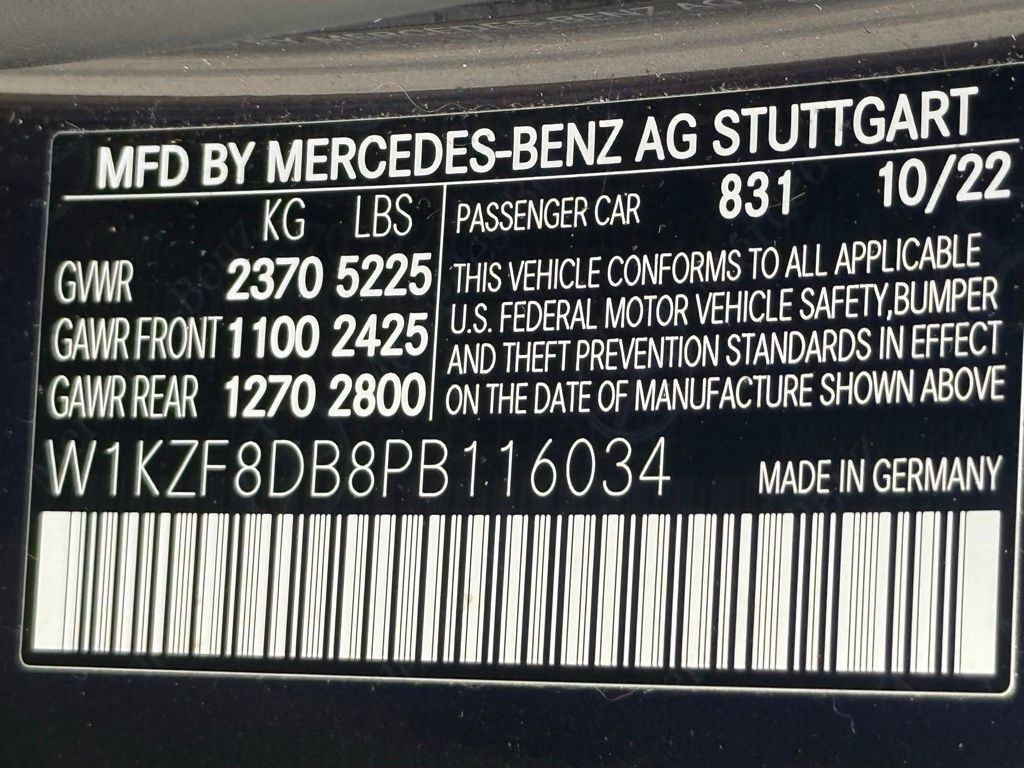 MFD BY MERCEDES-BENZ AG STUTTGART
KG LBS
GVWR 2370 5225
GAWR FRONT 1100 2425
GAWR REAR 1270 2800
PASSENGER CAR 831 10/22
THIS VEHICLE CONFORMS TO ALL APPLICABLE
U.S. FEDERAL MOTOR VEHICLE SAFETY,BUMPER
AND THEFT PREVENTION STANDARDS IN EFFECT
ON THE DATE OF MANUFACTURE SHOWN ABOVE
W1KZF8DB8PB116034
MADE IN GERMANY